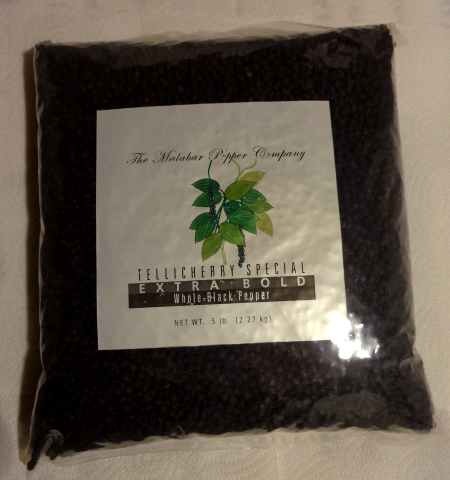 The Malabar Pepper Company
TELLICHERRY SPECIAL
EXTRA BOLD
Whole Black Pepper
NET WT. 5 lb. (2.27 kg)